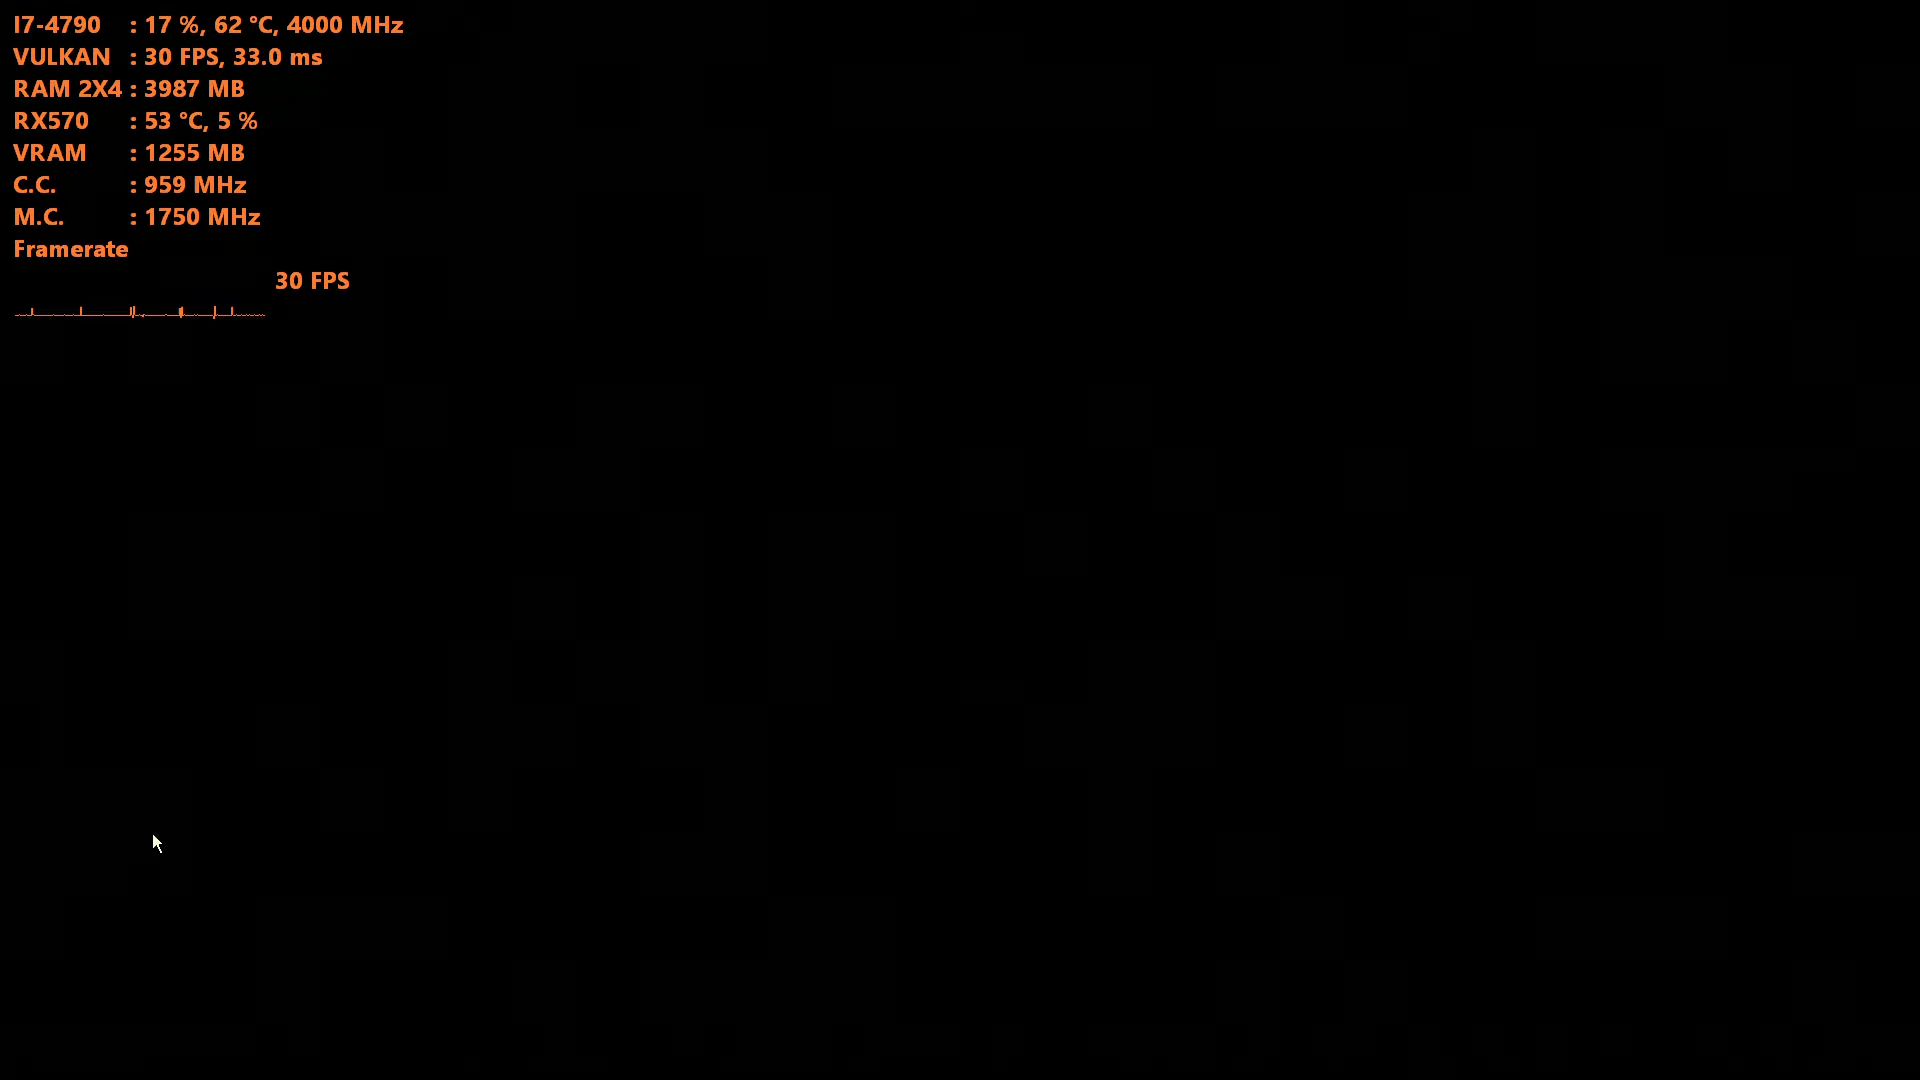 I7-4790 : 17 %, 62 °C, 4000 MHz
VULKAN : 30 FPS, 33.0 ms
RAM 2X4 : 3987 MB
RX570 : 53 °C, 5 %
VRAM : 1255 MB
C.C. : 959 MHz
M.C. : 1750 MHz
Framerate
30 FPS